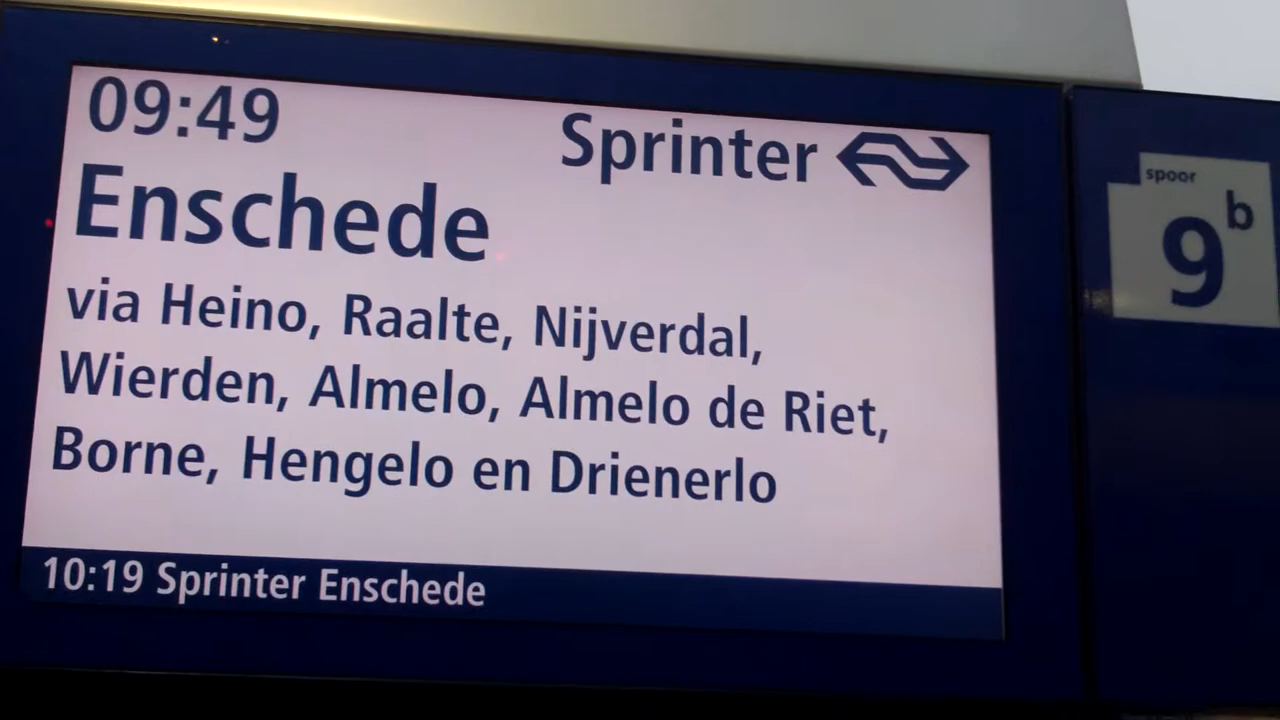 09:49
Sprinter
Enschede
via Heino, Raalte, Nijverdal,
Wierden, Almelo, Almelo de Riet,
Borne, Hengelo en Drienerlo
10:19 Sprinter Enschede
spoor
9 b